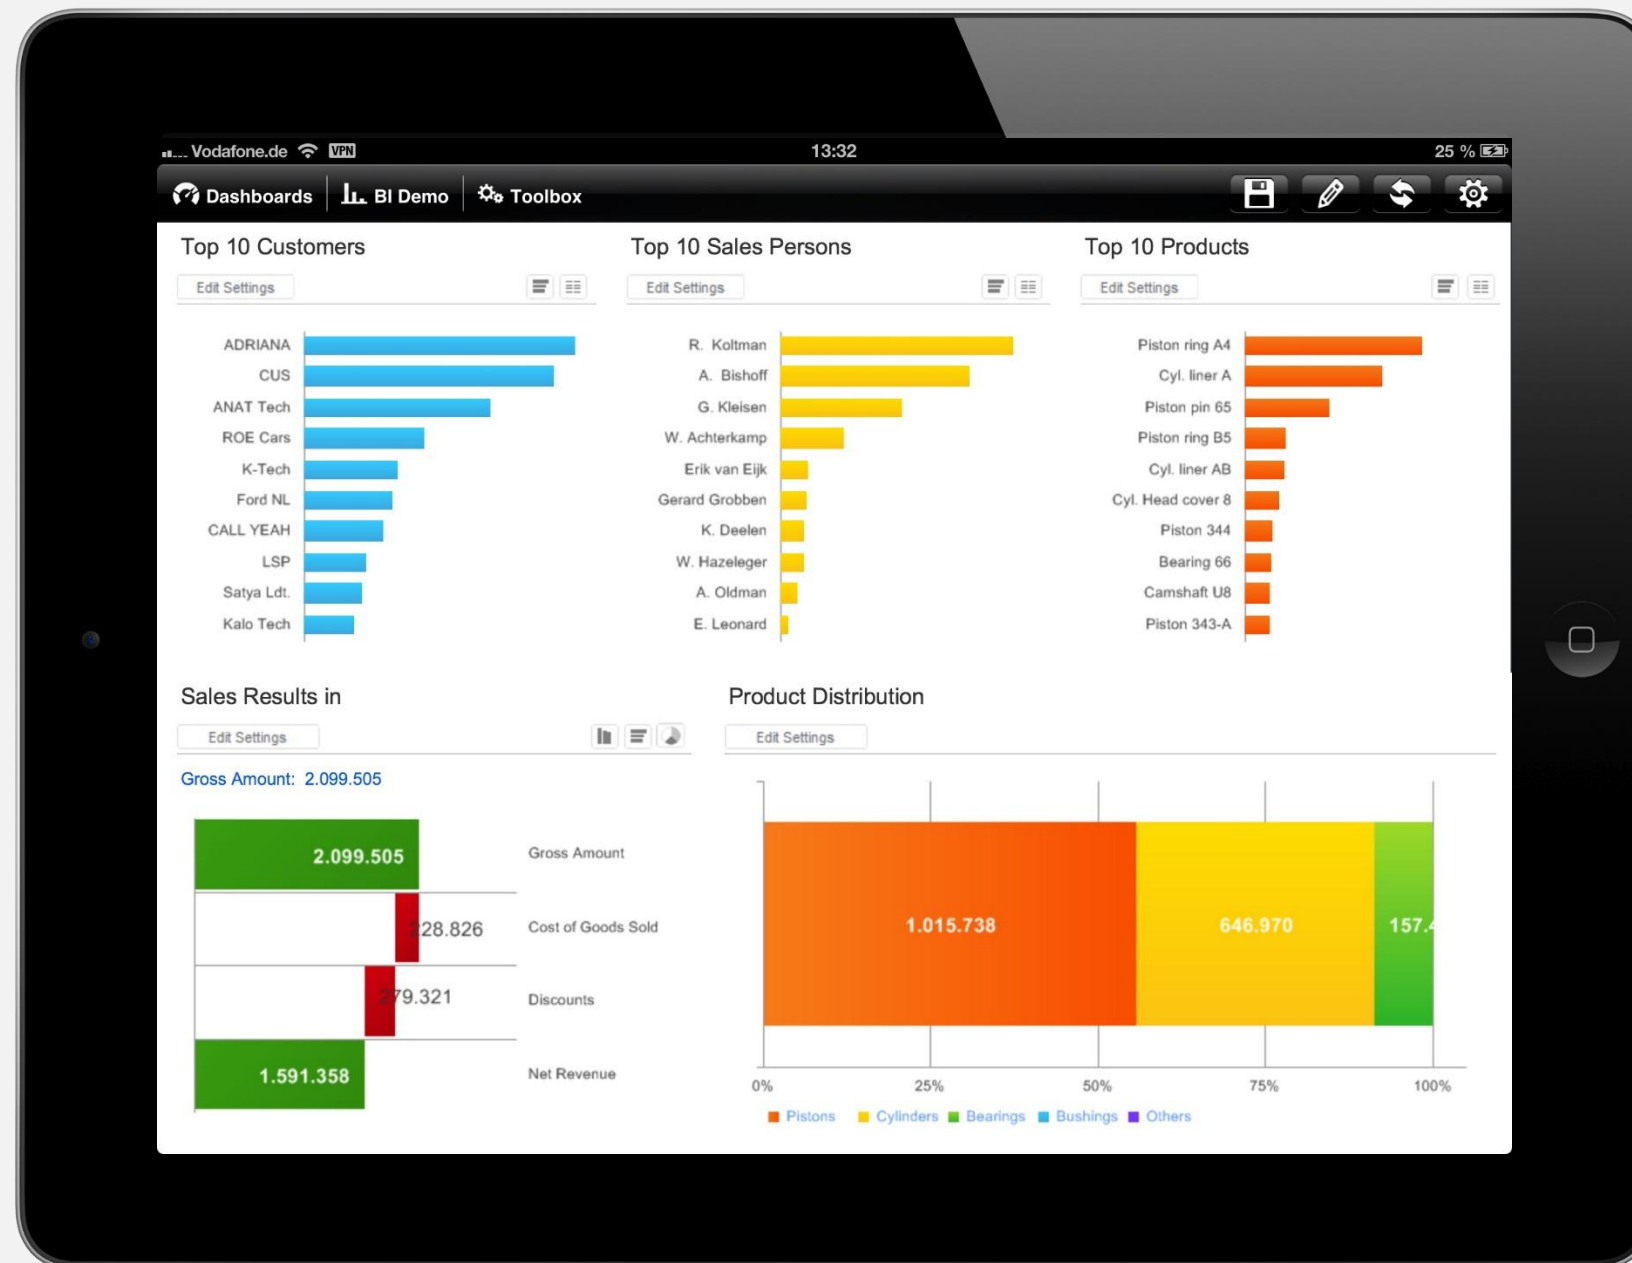 Vodafone.de VPN 13:32 25 %
Dashboards BI Demo Toolbox
Top 10 Customers
Edit Settings
ADRIANA
CUS
ANAT Tech
ROE Cars
K-Tech
Ford NL
CALL YEAH
LSP
Satya Ldt.
Kalo Tech
Top 10 Sales Persons
Edit Settings
R. Koltman
A. Bishoff
G. Kleisen
W. Achterkamp
Erik van Eijk
Gerard Grobben
K. Deelen
W. Hazeleger
A. Oldman
E. Leonard
Top 10 Products
Edit Settings
Piston ring A4
Cyl. liner A
Piston pin 65
Piston ring B5
Cyl. liner AB
Cyl. Head cover 8
Piston 344
Bearing 66
Camshaft U8
Piston 343-A
Sales Results in
Edit Settings
Gross Amount: 2.099.505
2.099.505 Gross Amount
228.826 Cost of Goods Sold
279.321 Discounts
1.591.358 Net Revenue
Product Distribution
Edit Settings
1.015.738 646.970
0% 25% 50% 75% 100%
Pistons Cylinders Bearings Bushings Others